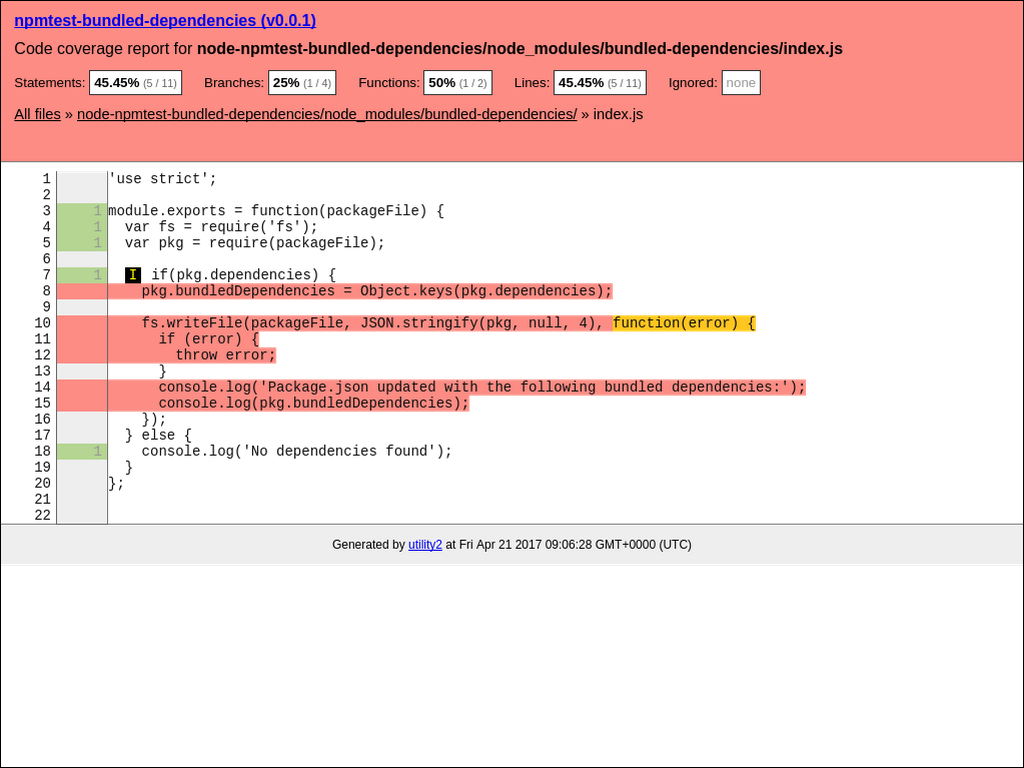 npmtest-bundled-dependencies (v0.0.1)
Code coverage report for node-npmtest-bundled-dependencies/node_modules/bundled-dependencies/index.js
Statements: 45.45% (5 / 11) Branches: 25% (1 / 4) Functions: 50% (1 / 2) Lines: 45.45% (5 / 11) Ignored: none
All files » node-npmtest-bundled-dependencies/node_modules/bundled-dependencies/ » index.js
1 'use strict';
2
3 1 module.exports = function(packageFile) {
4 1   var fs = require('fs');
5 1   var pkg = require(packageFile);
6
7 1   I if(pkg.dependencies) {
8     pkg.bundledDependencies = Object.keys(pkg.dependencies);
9
10     fs.writeFile(packageFile, JSON.stringify(pkg, null, 4), function(error) {
11       if (error) {
12         throw error;
13       }
14       console.log('Package.json updated with the following bundled dependencies:');
15       console.log(pkg.bundledDependencies);
16     });
17   } else {
18 1     console.log('No dependencies found');
19   }
20 };
21
22
Generated by utility2 at Fri Apr 21 2017 09:06:28 GMT+0000 (UTC)